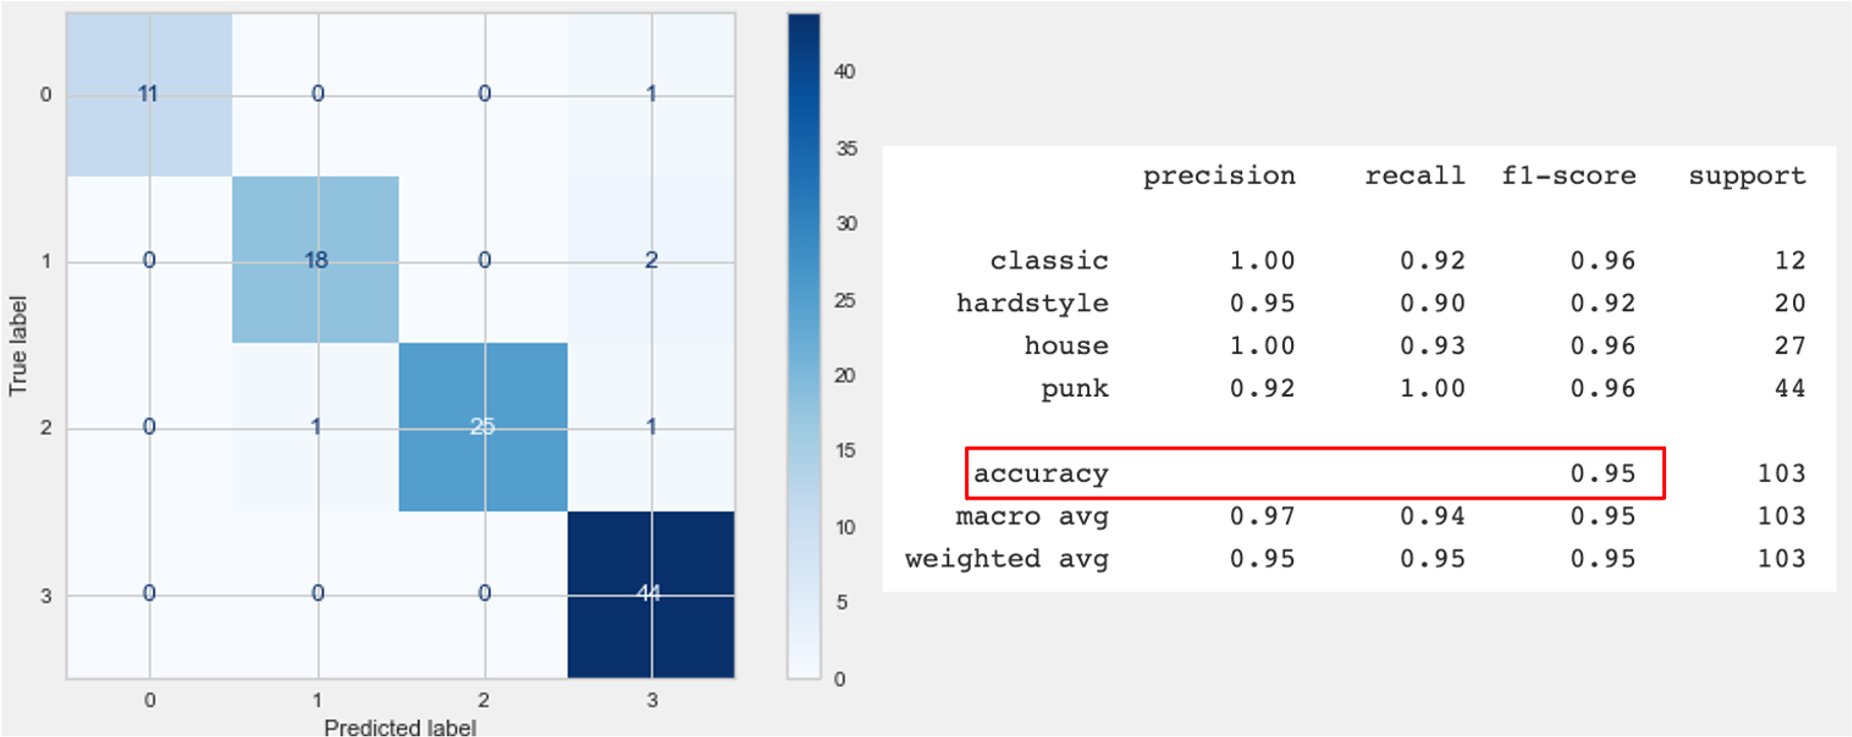 0 11 0 0 1
1 0 18 0 2
2 0 1 25 1
3 0 0 0 44
0 1 2 3
True label
Predicted label
40
35
30
25
20
15
10
5
0
precision recall f1-score support
classic 1.00 0.92 0.96 12
hardstyle 0.95 0.90 0.92 20
house 1.00 0.93 0.96 27
punk 0.92 1.00 0.96 44
accuracy 0.95 103
macro avg 0.97 0.94 0.95 103
weighted avg 0.95 0.95 0.95 103